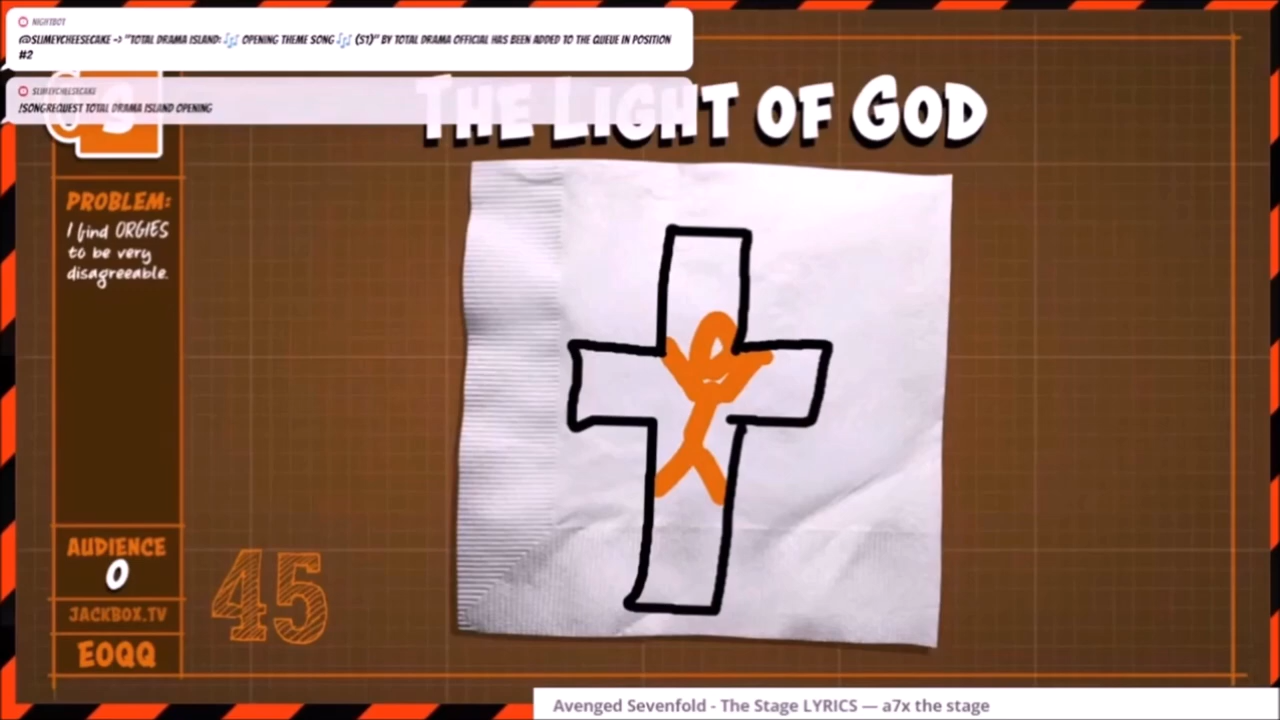 NIGHTBOT
@SLIMEYCHEESECAKE -> "TOTAL DRAMA ISLAND: 🎶 OPENING THEME SONG 🎶 (S1)" BY TOTAL DRAMA OFFICIAL HAS BEEN ADDED TO THE QUEUE IN POSITION
#2
SLIMEYCHEESECAKE
!SONGREQUEST TOTAL DRAMA ISLAND OPENING
THE LIGHT OF GOD
PROBLEM:
I find ORGIES
to be very
disagreeable.
AUDIENCE
0
JACKBOX.TV
EOQQ
45
Avenged Sevenfold - The Stage LYRICS — a7x the stage